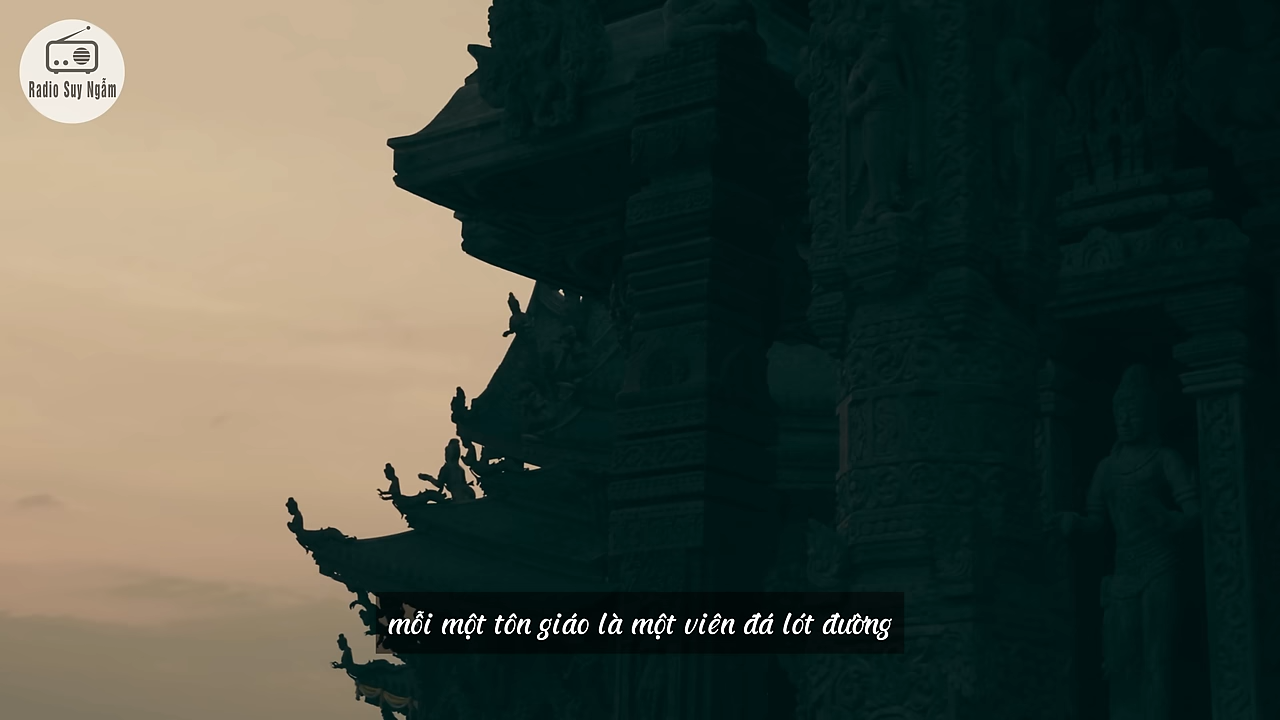 Radio Suy Ngẫm
mỗi một tôn giáo là một viên đá lót đường